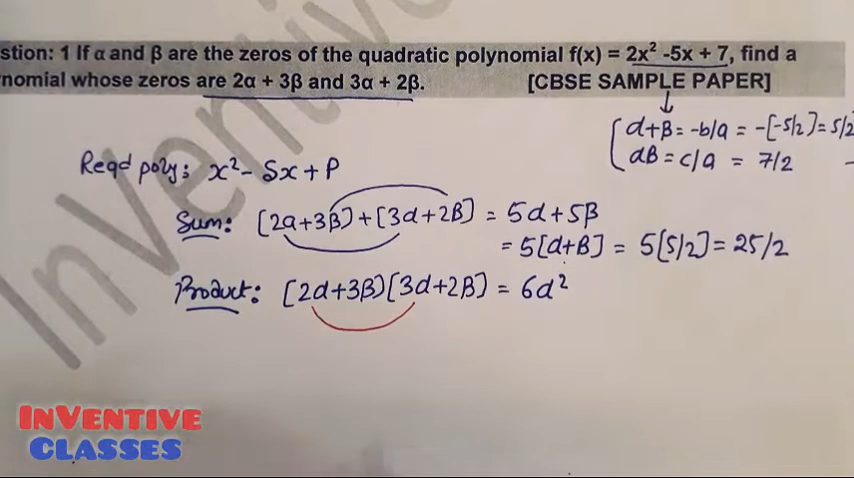 stion: 1 If α and β are the zeros of the quadratic polynomial f(x) = 2x² -5x + 7, find a
nomial whose zeros are 2α + 3β and 3α + 2β. [CBSE SAMPLE PAPER]
α+β = -b/a = -[-5/2] = 5/2
αβ = c/a = 7/2
Reqd poly: x² - Sx + P
Sum: [2α+3β]+[3α+2β] = 5α+5β
= 5[α+β] = 5[5/2] = 25/2
Product: [2α+3β][3α+2β] = 6α²
InVentive
INVENTIVE
CLASSES